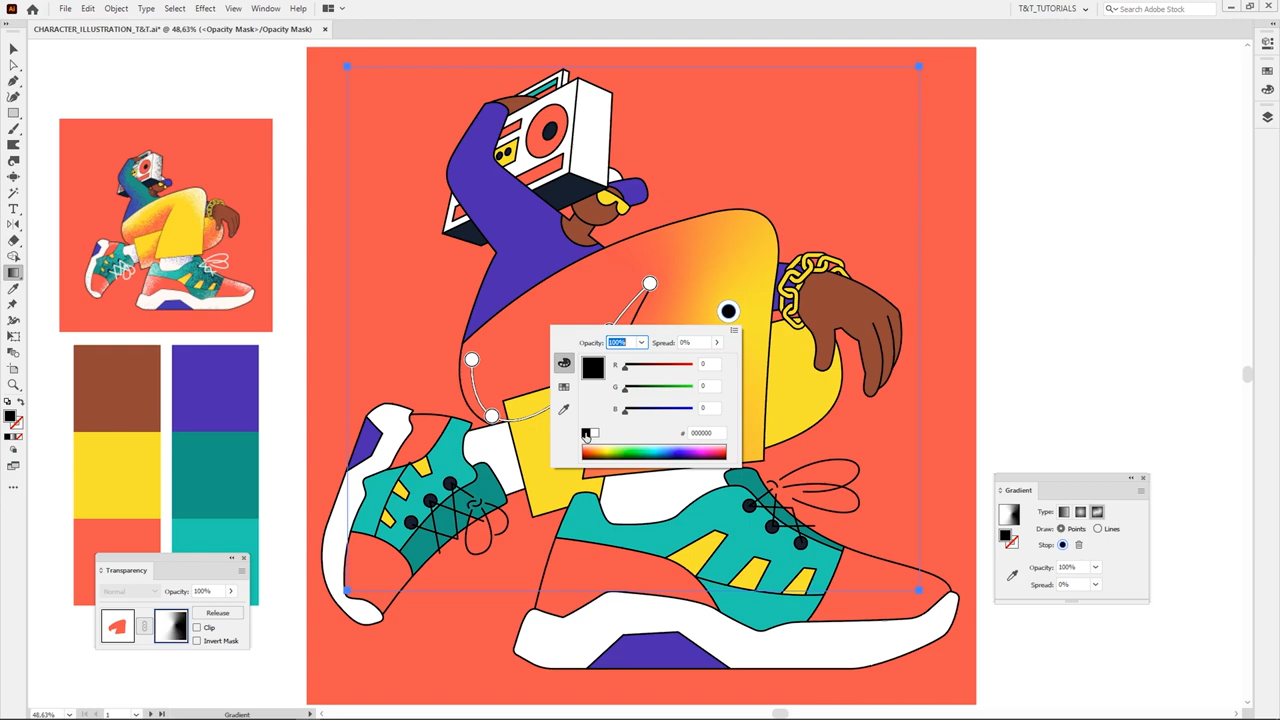 Ai File Edit Object Type Select Effect View Window Help T&T_TUTORIALS Search Adobe Stock
CHARACTER_ILLUSTRATION_T&T.ai* @ 48,63% (<Opacity Mask>/Opacity Mask) ×
Opacity: 100% Spread: 0%
R 0
G 0
B 0
# 000000
Gradient
Type:
Draw: Points Lines
Stop:
Opacity: 100%
Spread: 0%
Transparency
Normal Opacity: 100%
Release
Clip
Invert Mask
48,63% 1 Gradient